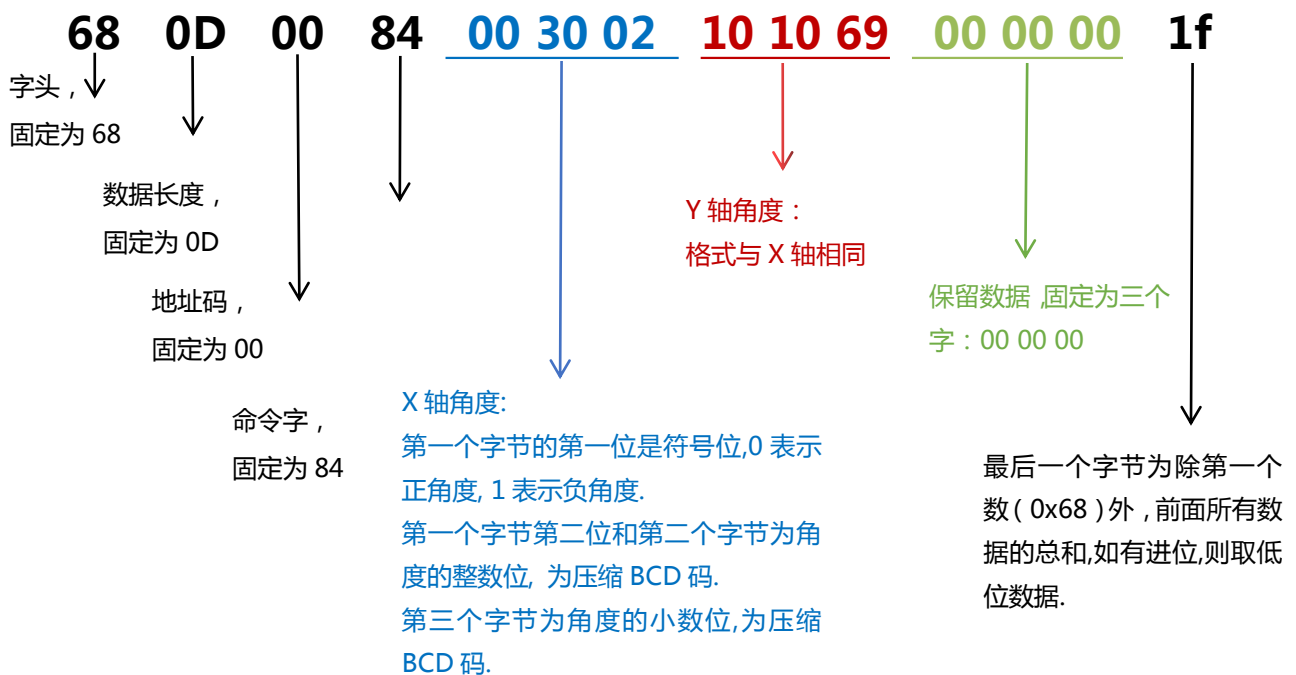 68 0D 00 84 00 30 02 10 10 69 00 00 00 1f
字头，
固定为 68
数据长度，
固定为 0D
地址码，
固定为 00
命令字，
固定为 84
X 轴角度:
第一个字节的第一位是符号位,0 表示
正角度, 1 表示负角度.
第一个字节第二位和第二个字节为角
度的整数位, 为压缩 BCD 码.
第三个字节为角度的小数位,为压缩
BCD 码.
Y 轴角度：
格式与 X 轴相同
保留数据 ,固定为三个
字：00 00 00
最后一个字节为除第一个
数（0x68）外，前面所有数
据的总和,如有进位,则取低
位数据.